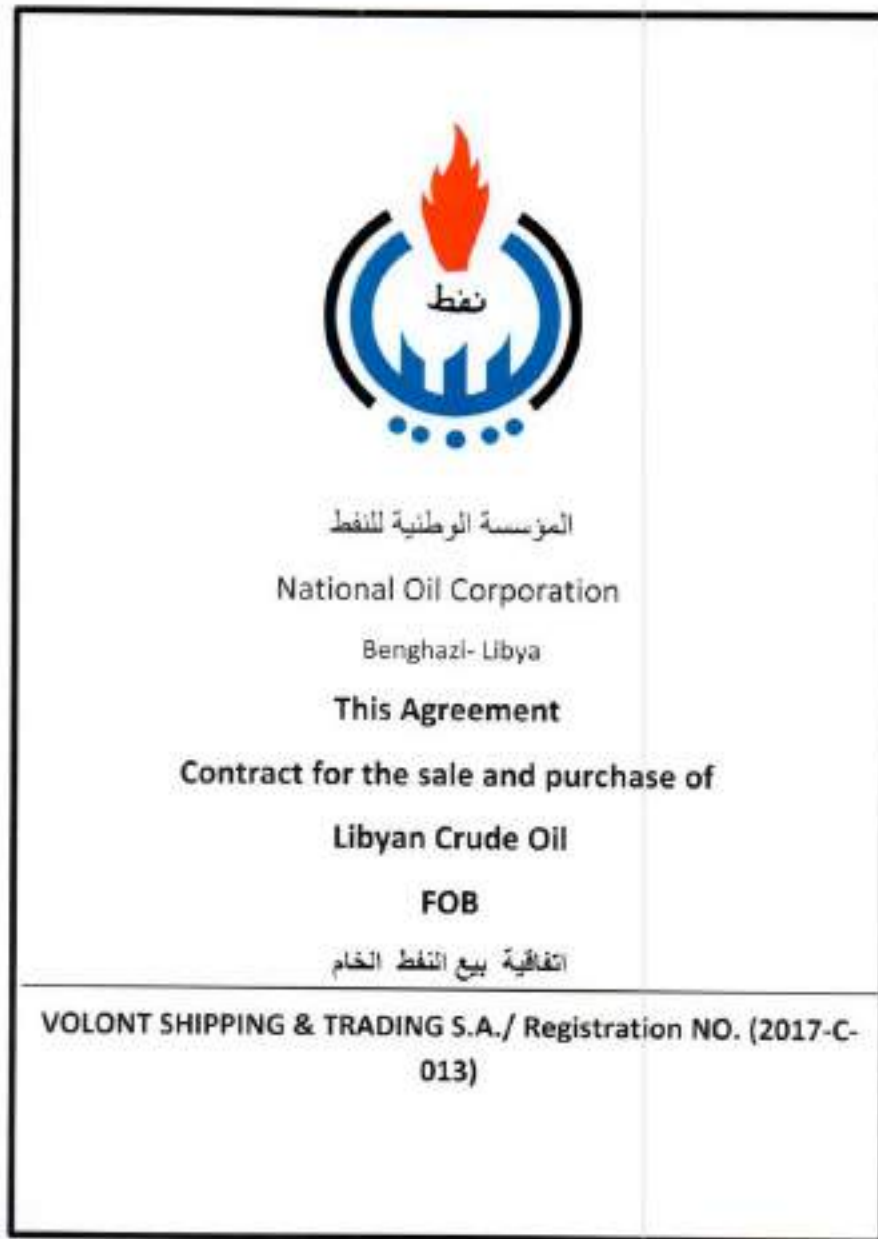 نفط
المؤسسة الوطنية للنفط
National Oil Corporation
Benghazi- Libya
This Agreement
Contract for the sale and purchase of
Libyan Crude Oil
FOB
اتفاقية بيع النفط الخام
VOLONT SHIPPING & TRADING S.A./ Registration NO. (2017-C-
013)